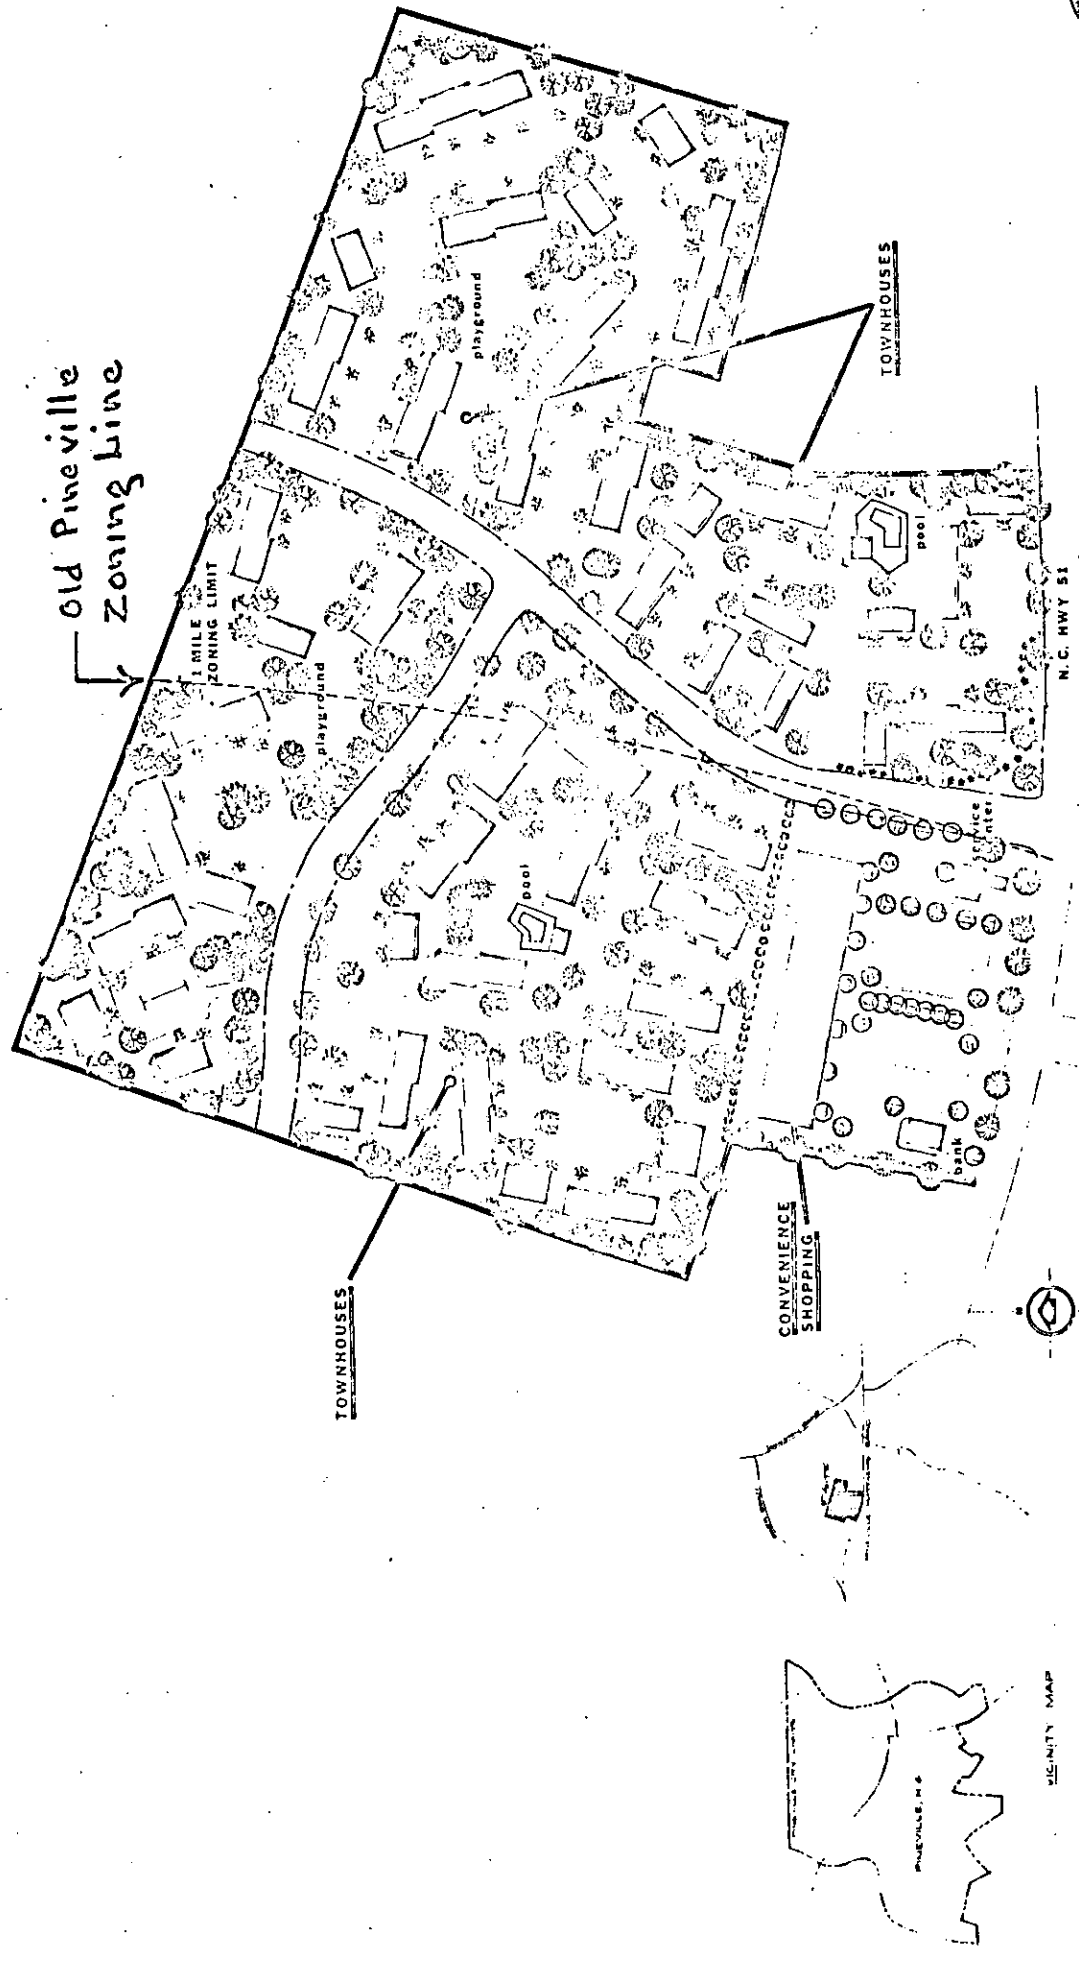 Old Pineville
Zoning Line
1 MILE
ZONING LIMIT
playground
playground
TOWNHOUSES
pool
pool
N.C. HWY 51
TOWNHOUSES
CONVENIENCE
SHOPPING
bank
PINEVILLE, N C
VICINITY MAP